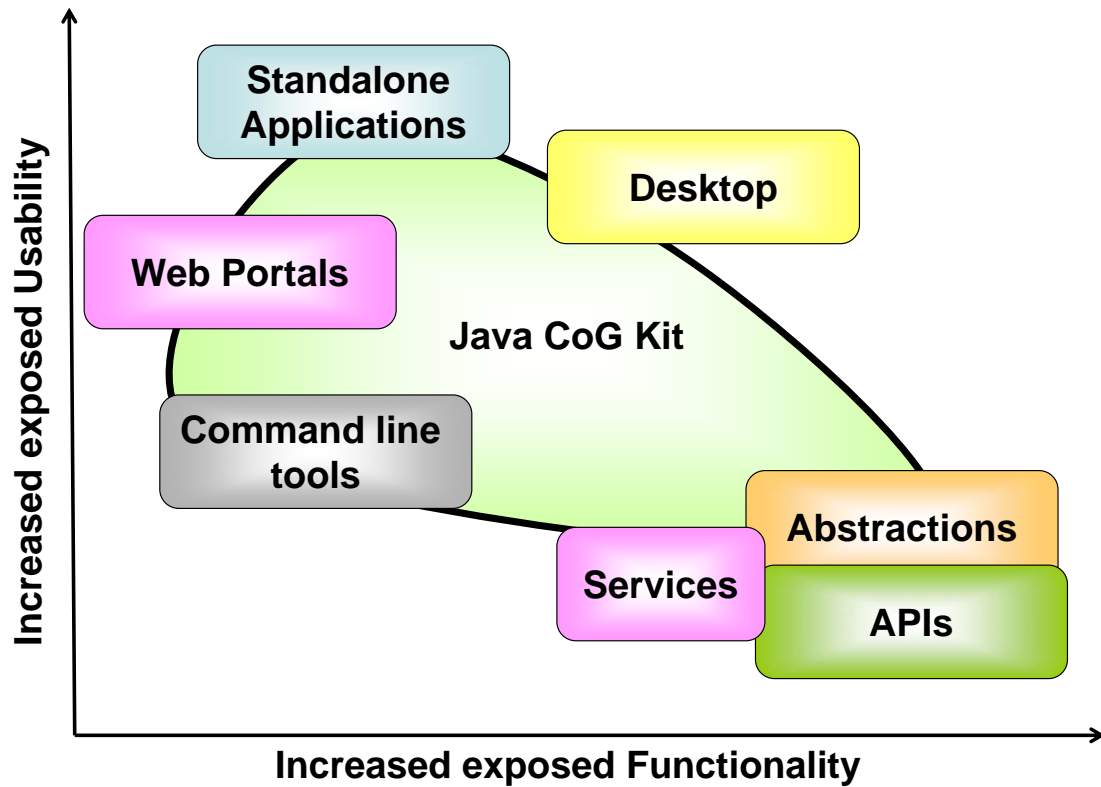 Standalone
Applications
Desktop
Web Portals
Java CoG Kit
Command line
tools
Abstractions
Services
APIs
Increased exposed Usability
Increased exposed Functionality